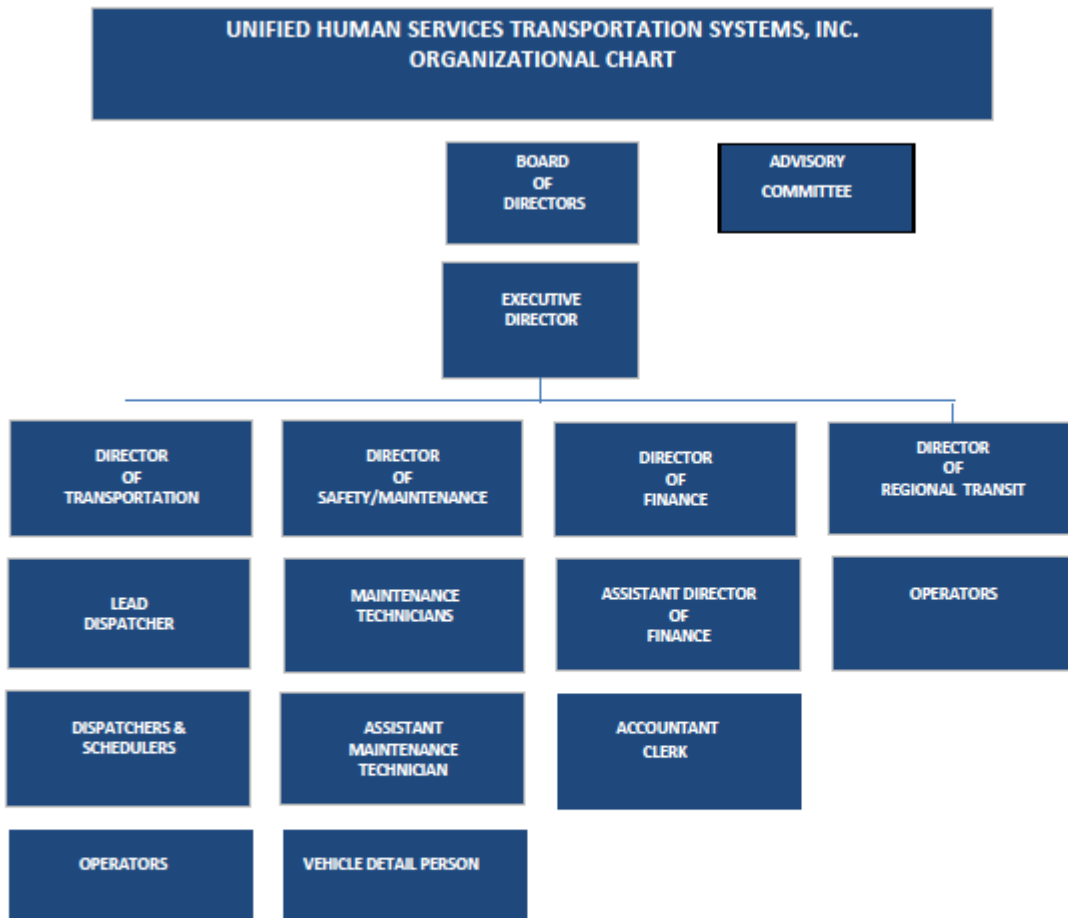 UNIFIED HUMAN SERVICES TRANSPORTATION SYSTEMS, INC.
ORGANIZATIONAL CHART
BOARD
OF
DIRECTORS
ADVISORY
COMMITTEE
EXECUTIVE
DIRECTOR
DIRECTOR
OF
TRANSPORTATION
DIRECTOR
OF
SAFETY/MAINTENANCE
DIRECTOR
OF
FINANCE
DIRECTOR
OF
REGIONAL TRANSIT
LEAD
DISPATCHER
MAINTENANCE
TECHNICIANS
ASSISTANT DIRECTOR
OF
FINANCE
OPERATORS
DISPATCHERS &
SCHEDULERS
ASSISTANT
MAINTENANCE
TECHNICIAN
ACCOUNTANT
CLERK
OPERATORS
VEHICLE DETAIL PERSON